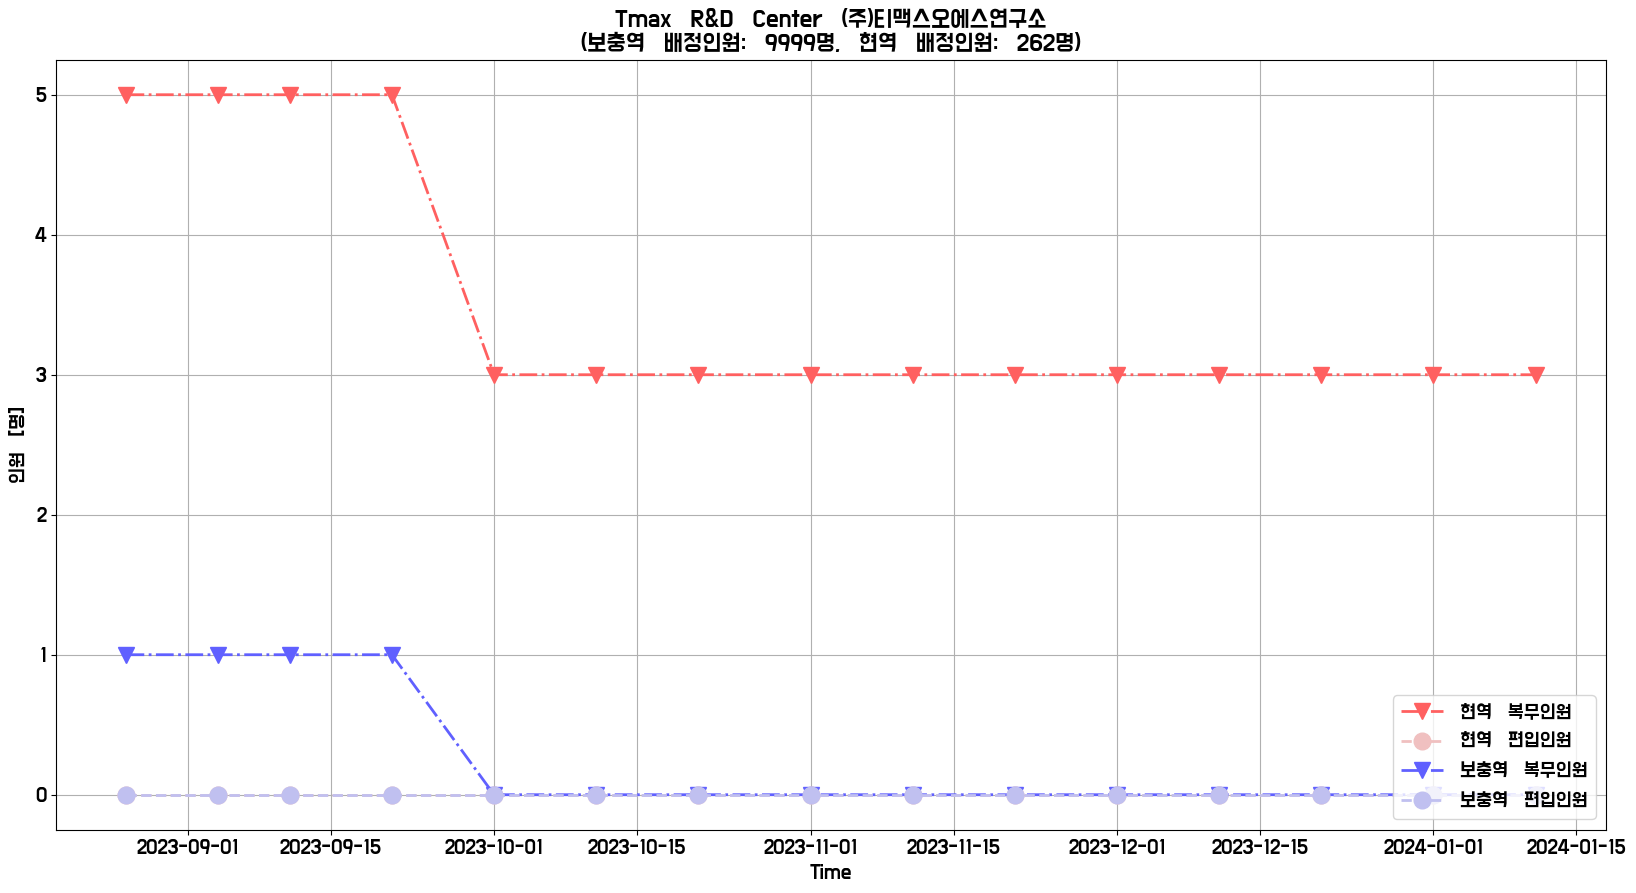 Tmax R&D Center (주)티맥스오에스연구소
(보충역 배정인원: 9999명, 현역 배정인원: 262명)
5
4
3
2
1
0
인원 [명]
현역 복무인원
현역 편입인원
보충역 복무인원
보충역 편입인원
2023-09-01 2023-09-15 2023-10-01 2023-10-15 2023-11-01 2023-11-15 2023-12-01 2023-12-15 2024-01-01 2024-01-15
Time